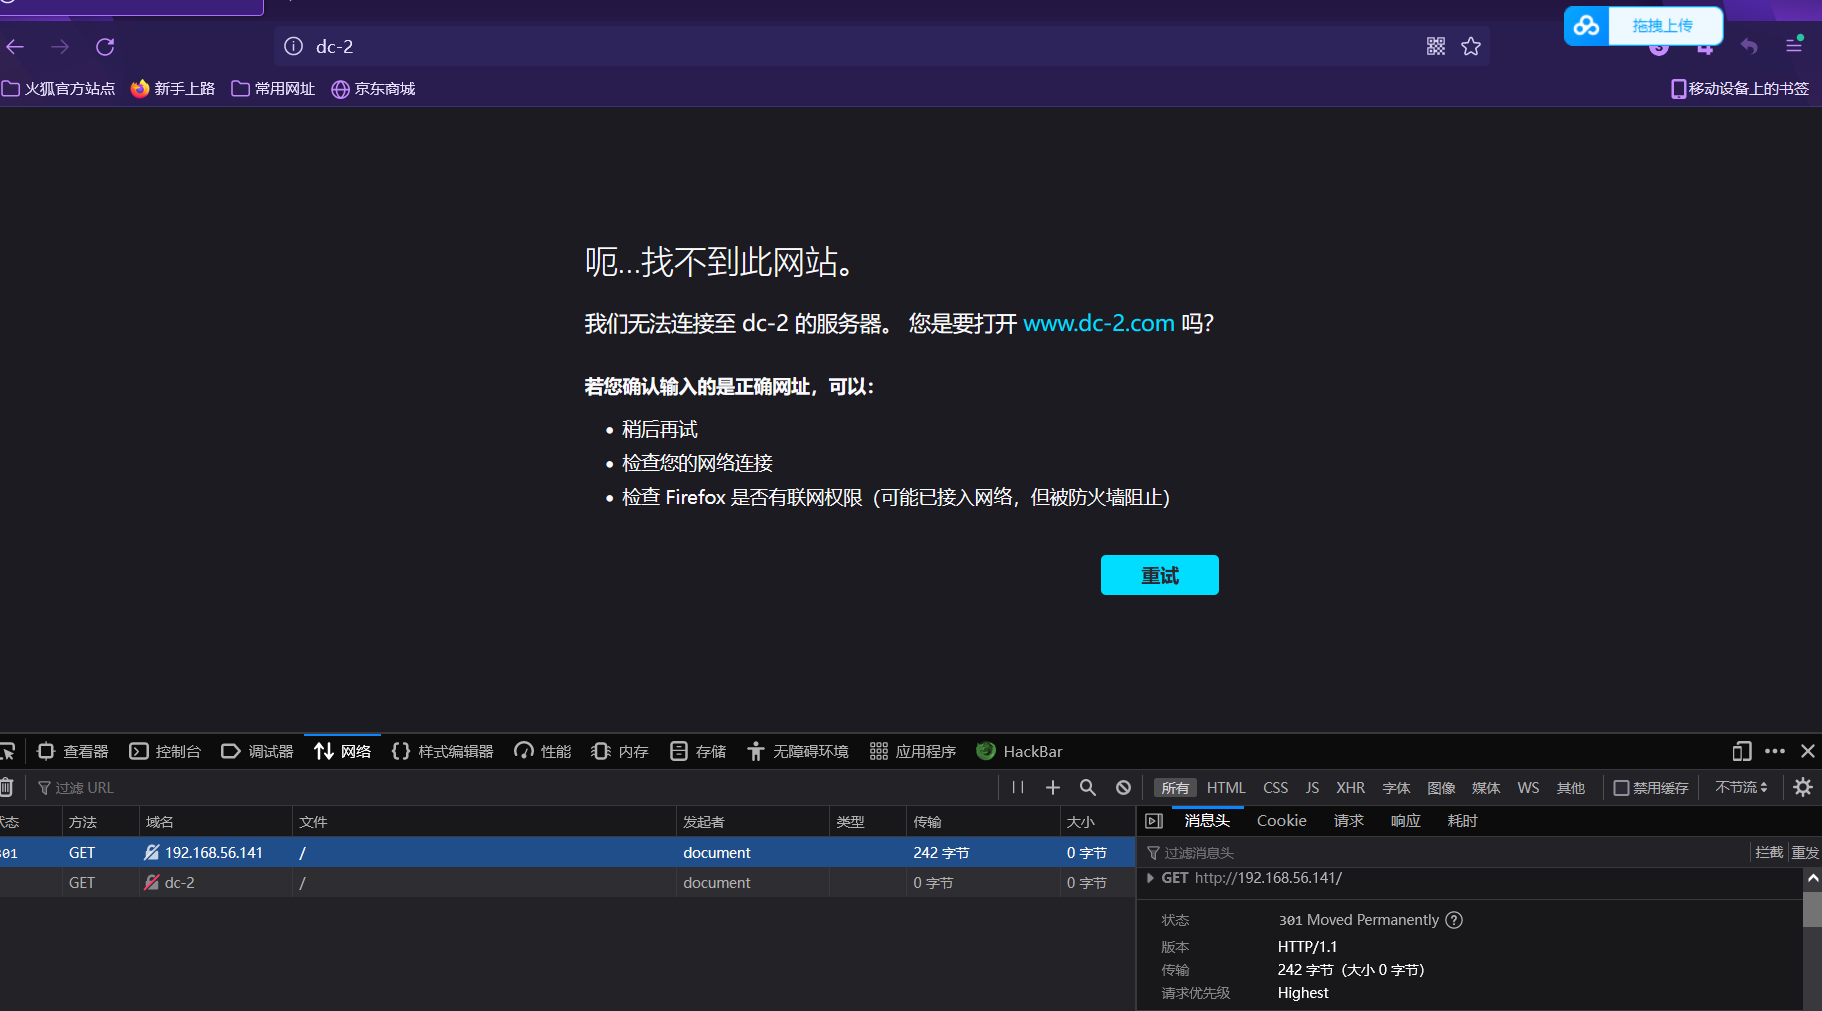 dc-2
拖拽上传
火狐官方站点 新手上路 常用网址 京东商城 移动设备上的书签
呃...找不到此网站。
我们无法连接至 dc-2 的服务器。 您是要打开 www.dc-2.com 吗？
若您确认输入的是正确网址，可以：
• 稍后再试
• 检查您的网络连接
• 检查 Firefox 是否有联网权限（可能已接入网络，但被防火墙阻止）
重试
查看器 控制台 调试器 网络 样式编辑器 性能 内存 存储 无障碍环境 应用程序 HackBar
过滤 URL 所有 HTML CSS JS XHR 字体 图像 媒体 WS 其他 禁用缓存 不节流
方法 域名 文件 发起者 类型 传输 大小
GET 192.168.56.141 / document 242 字节 0 字节
GET dc-2 / document 0 字节 0 字节
消息头 Cookie 请求 响应 耗时
过滤消息头 拦截 重发
GET http://192.168.56.141/
状态 301 Moved Permanently
版本 HTTP/1.1
传输 242 字节（大小 0 字节）
请求优先级 Highest